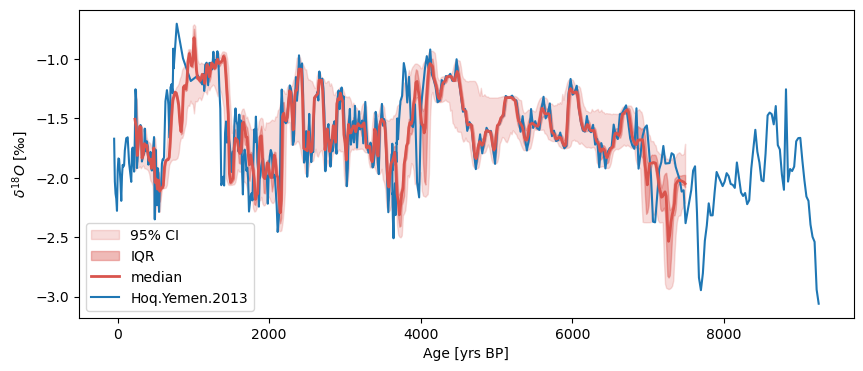 −1.0
−1.5
−2.0
−2.5
−3.0
δ¹⁸O [‰]
95% CI
IQR
median
Hoq.Yemen.2013
0 2000 4000 6000 8000
Age [yrs BP]